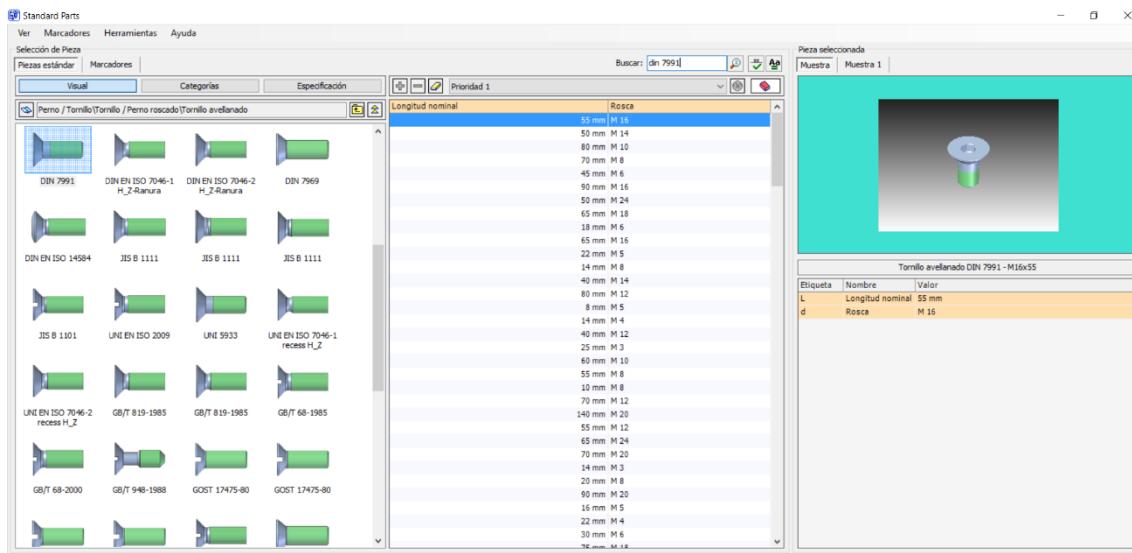 Standard Parts
Ver Marcadores Herramientas Ayuda
Selección de Pieza
Piezas estándar Marcadores
Buscar: din 7991
Visual Categorías Especificación
Prioridad 1
Perno / Tornillo\Tornillo / Perno roscado\Tornillo avellanado
DIN 7991
DIN EN ISO 7046-1 H_Z-Ranura
DIN EN ISO 7046-2 H_Z-Ranura
DIN 7969
DIN EN ISO 14584
JIS B 1111
JIS B 1111
JIS B 1111
JIS B 1101
UNI EN ISO 2009
UNI 5933
UNI EN ISO 7046-1 recess H_Z
UNI EN ISO 7046-2 recess H_Z
GB/T 819-1985
GB/T 819-1985
GB/T 68-1985
GB/T 68-2000
GB/T 948-1988
GOST 17475-80
GOST 17475-80
Longitud nominal Rosca
55 mm M 16
50 mm M 14
80 mm M 10
70 mm M 8
45 mm M 6
90 mm M 16
50 mm M 24
65 mm M 18
18 mm M 6
65 mm M 16
22 mm M 5
14 mm M 8
40 mm M 14
80 mm M 12
8 mm M 5
14 mm M 4
40 mm M 12
25 mm M 3
60 mm M 10
55 mm M 8
10 mm M 8
70 mm M 12
140 mm M 20
55 mm M 12
65 mm M 24
70 mm M 20
14 mm M 3
20 mm M 8
90 mm M 20
16 mm M 5
22 mm M 4
30 mm M 6
75 mm M 18
Pieza seleccionada
Muestra Muestra 1
Tornillo avellanado DIN 7991 - M16x55
Etiqueta Nombre Valor
L Longitud nominal 55 mm
d Rosca M 16